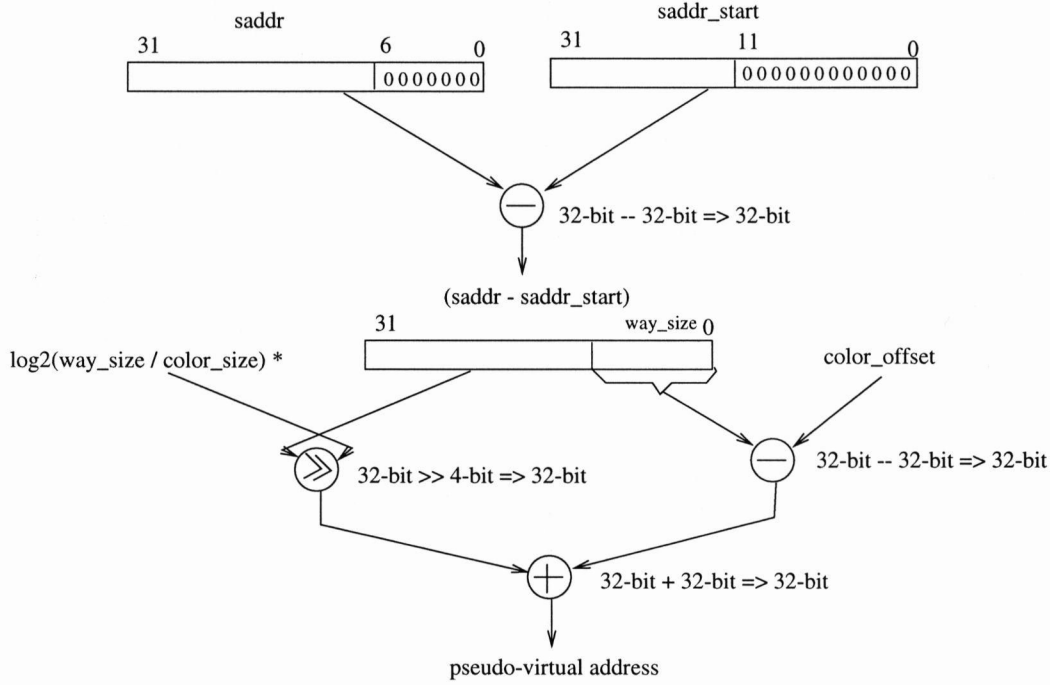 saddr saddr_start
31 6 0 31 11 0
0000000 000000000000
32-bit -- 32-bit => 32-bit
(saddr - saddr_start)
31 way_size 0
log2(way_size / color_size) * color_offset
32-bit >> 4-bit => 32-bit 32-bit -- 32-bit => 32-bit
32-bit + 32-bit => 32-bit
pseudo-virtual address